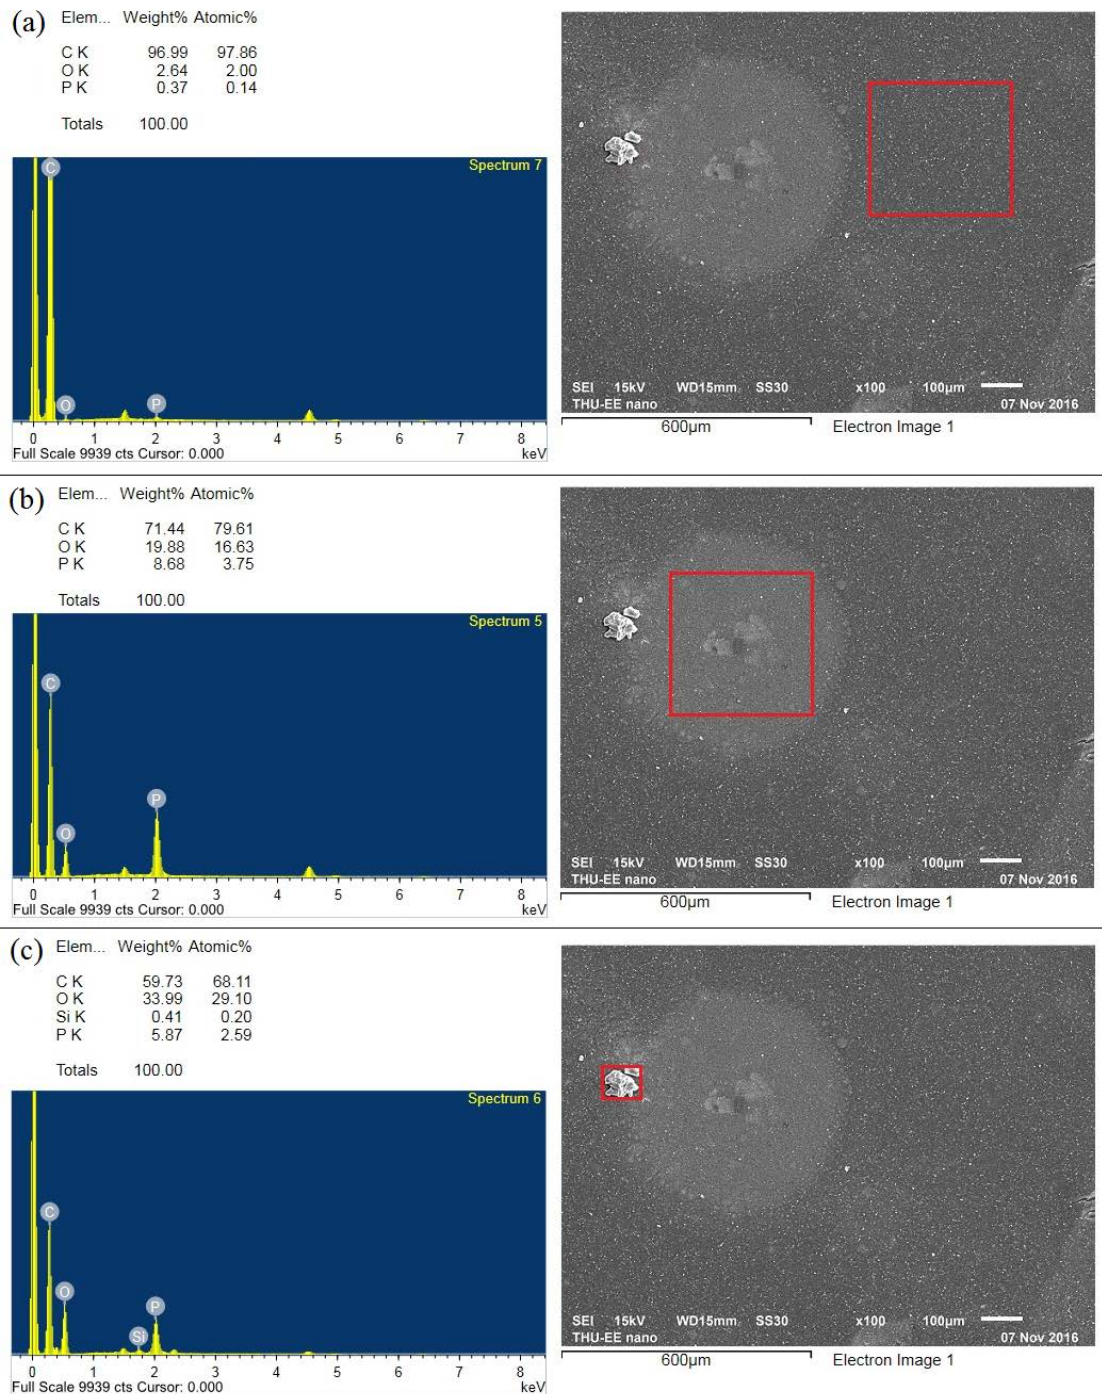 (a) Elem... Weight% Atomic%
C K 96.99 97.86
O K 2.64 2.00
P K 0.37 0.14
Totals 100.00
Spectrum 7
C
O
P
0 1 2 3 4 5 6 7 8
Full Scale 9939 cts Cursor: 0.000 keV
SEI 15kV WD15mm SS30 x100 100µm
THU-EE nano 07 Nov 2016
600µm Electron Image 1
(b) Elem... Weight% Atomic%
C K 71.44 79.61
O K 19.88 16.63
P K 8.68 3.75
Totals 100.00
Spectrum 5
C
P
O
0 1 2 3 4 5 6 7 8
Full Scale 9939 cts Cursor: 0.000 keV
SEI 15kV WD15mm SS30 x100 100µm
THU-EE nano 07 Nov 2016
600µm Electron Image 1
(c) Elem... Weight% Atomic%
C K 59.73 68.11
O K 33.99 29.10
Si K 0.41 0.20
P K 5.87 2.59
Totals 100.00
Spectrum 6
C
O
P
Si
0 1 2 3 4 5 6 7 8
Full Scale 9939 cts Cursor: 0.000 keV
SEI 15kV WD15mm SS30 x100 100µm
THU-EE nano 07 Nov 2016
600µm Electron Image 1